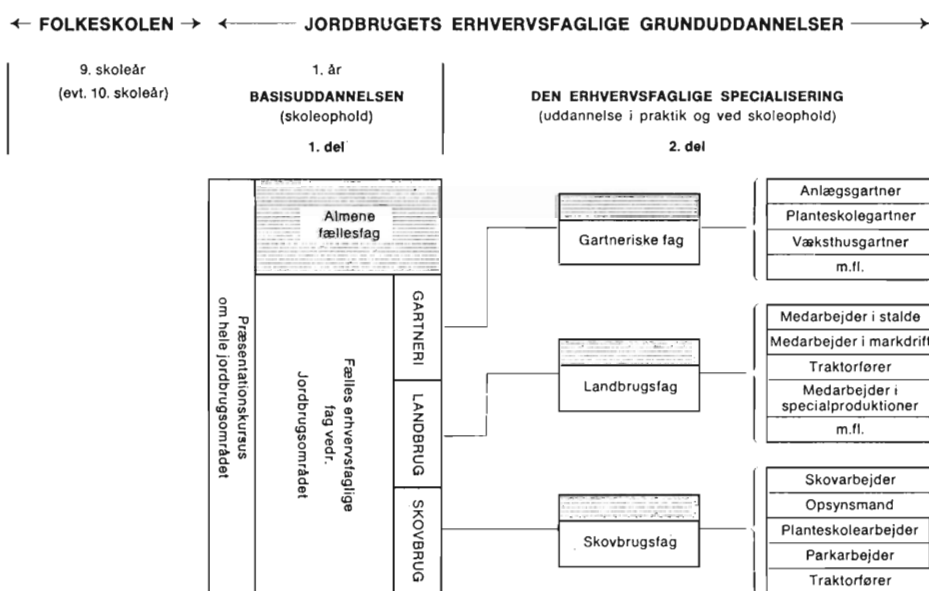 FOLKESKOLEN
JORDBRUGETS ERHVERVSFAGLIGE GRUNDUDDANNELSER
9. skoleår
(evt. 10. skoleår)
1. år
BASISUDDANNELSEN
(skoleophold)
1. del
DEN ERHVERVSFAGLIGE SPECIALISERING
(uddannelse i praktik og ved skoleophold)
2. del
Præsentationskursus
om hele jordbrugsområdet
Almene
fællesfag
Fælles erhvervsfaglige
fag vedr.
Jordbrugsområdet
GARTNERI
LANDBRUG
SKOVBRUG
Gartneriske fag
Anlægsgartner
Planteskolegartner
Væksthusgartner
m.fl.
Landbrugsfag
Medarbejder i stalde
Medarbejder i markdrift
Traktorfører
Medarbejder i
specialproduktioner
m.fl.
Skovbrugsfag
Skovarbejder
Opsynsmand
Planteskolearbejder
Parkarbejder
Traktorfører